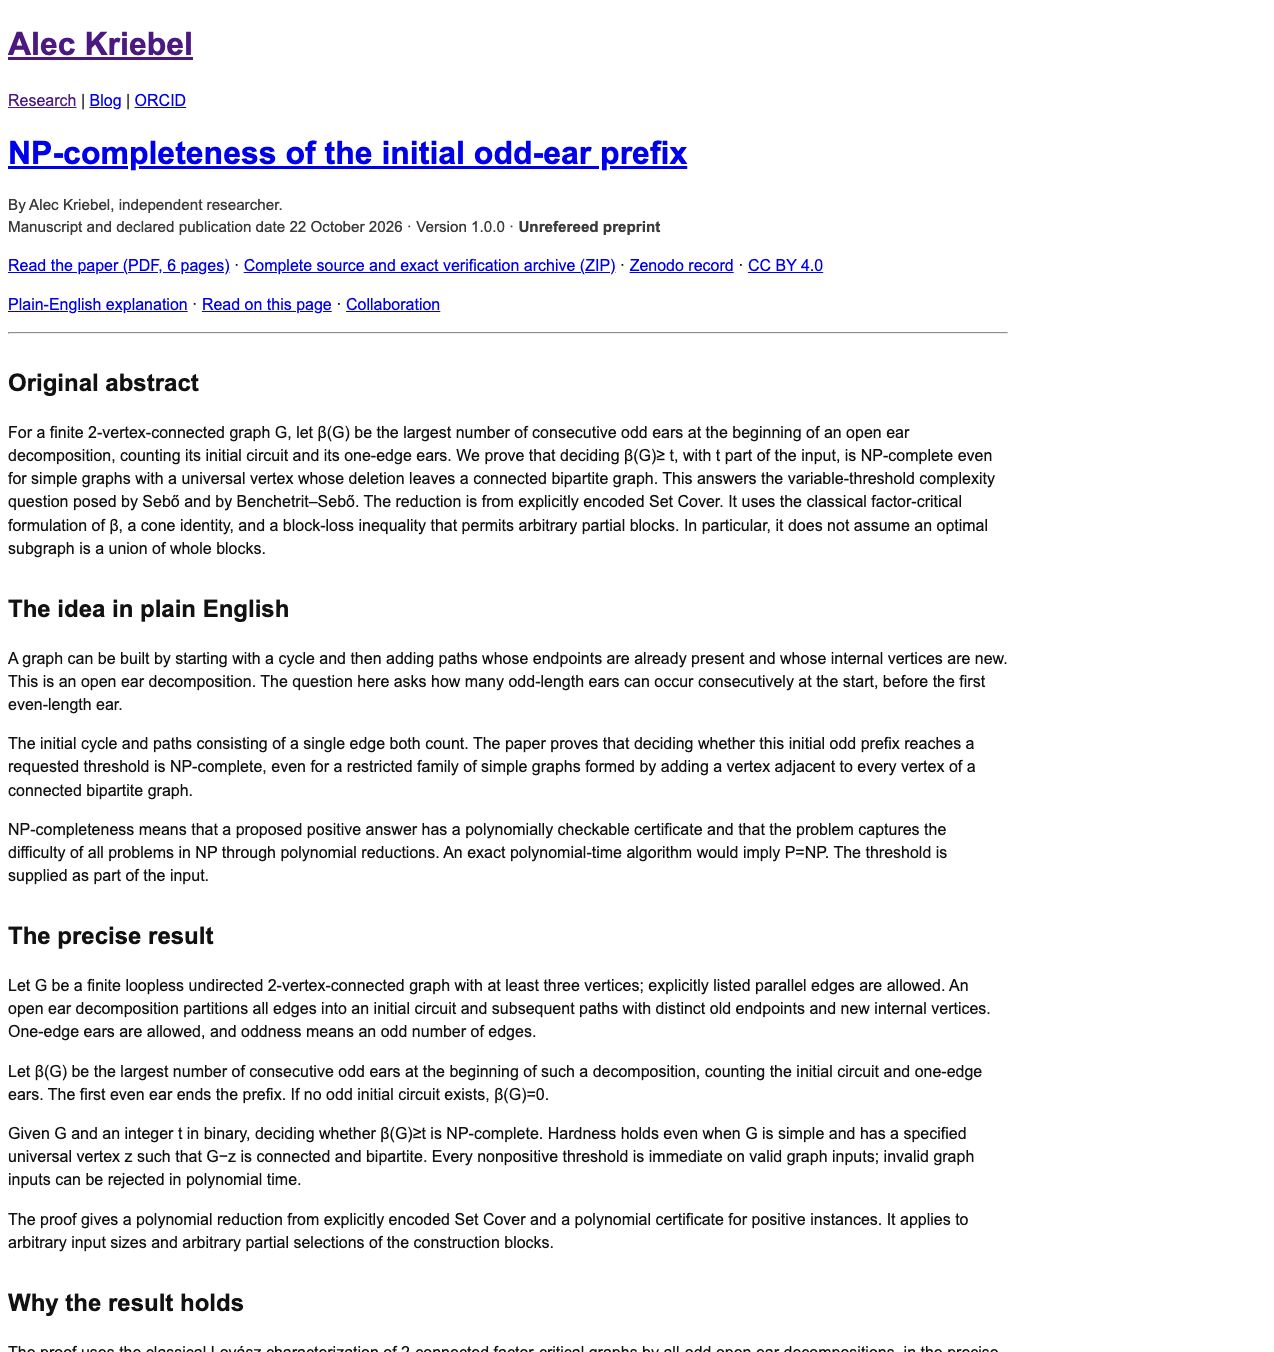 Alec Kriebel
Research | Blog | ORCID
NP-completeness of the initial odd-ear prefix
By Alec Kriebel, independent researcher.
Manuscript and declared publication date 22 October 2026 · Version 1.0.0 · Unrefereed preprint
Read the paper (PDF, 6 pages) · Complete source and exact verification archive (ZIP) · Zenodo record · CC BY 4.0
Plain-English explanation · Read on this page · Collaboration
Original abstract
For a finite 2-vertex-connected graph G, let β(G) be the largest number of consecutive odd ears at the beginning of an open ear
decomposition, counting its initial circuit and its one-edge ears. We prove that deciding β(G)≥ t, with t part of the input, is NP-complete even
for simple graphs with a universal vertex whose deletion leaves a connected bipartite graph. This answers the variable-threshold complexity
question posed by Sebő and by Benchetrit–Sebő. The reduction is from explicitly encoded Set Cover. It uses the classical factor-critical
formulation of β, a cone identity, and a block-loss inequality that permits arbitrary partial blocks. In particular, it does not assume an optimal
subgraph is a union of whole blocks.
The idea in plain English
A graph can be built by starting with a cycle and then adding paths whose endpoints are already present and whose internal vertices are new.
This is an open ear decomposition. The question here asks how many odd-length ears can occur consecutively at the start, before the first
even-length ear.
The initial cycle and paths consisting of a single edge both count. The paper proves that deciding whether this initial odd prefix reaches a
requested threshold is NP-complete, even for a restricted family of simple graphs formed by adding a vertex adjacent to every vertex of a
connected bipartite graph.
NP-completeness means that a proposed positive answer has a polynomially checkable certificate and that the problem captures the
difficulty of all problems in NP through polynomial reductions. An exact polynomial-time algorithm would imply P=NP. The threshold is
supplied as part of the input.
The precise result
Let G be a finite loopless undirected 2-vertex-connected graph with at least three vertices; explicitly listed parallel edges are allowed. An
open ear decomposition partitions all edges into an initial circuit and subsequent paths with distinct old endpoints and new internal vertices.
One-edge ears are allowed, and oddness means an odd number of edges.
Let β(G) be the largest number of consecutive odd ears at the beginning of such a decomposition, counting the initial circuit and one-edge
ears. The first even ear ends the prefix. If no odd initial circuit exists, β(G)=0.
Given G and an integer t in binary, deciding whether β(G)≥t is NP-complete. Hardness holds even when G is simple and has a specified
universal vertex z such that G−z is connected and bipartite. Every nonpositive threshold is immediate on valid graph inputs; invalid graph
inputs can be rejected in polynomial time.
The proof gives a polynomial reduction from explicitly encoded Set Cover and a polynomial certificate for positive instances. It applies to
arbitrary input sizes and arbitrary partial selections of the construction blocks.
Why the result holds
The proof uses the classical Lovász characterization of 2-connected factor-critical graphs by all-odd open ear decompositions, in the precise